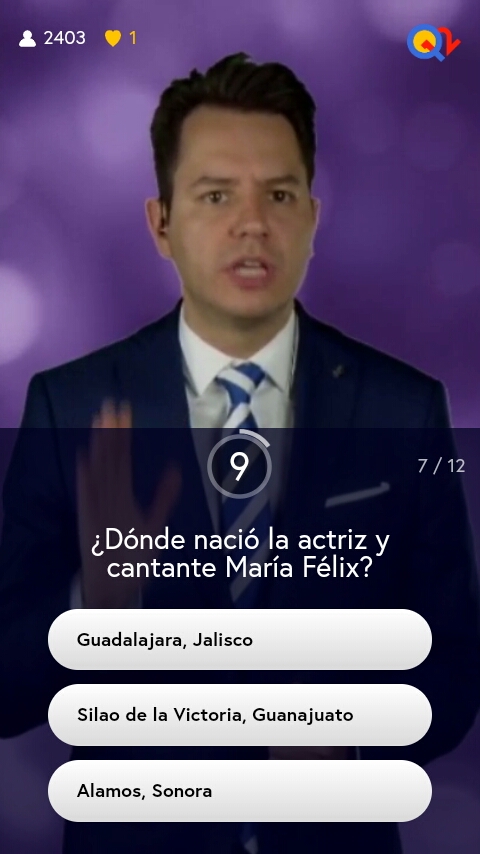 2403 1
9
7 / 12
¿Dónde nació la actriz y
cantante María Félix?
Guadalajara, Jalisco
Silao de la Victoria, Guanajuato
Alamos, Sonora